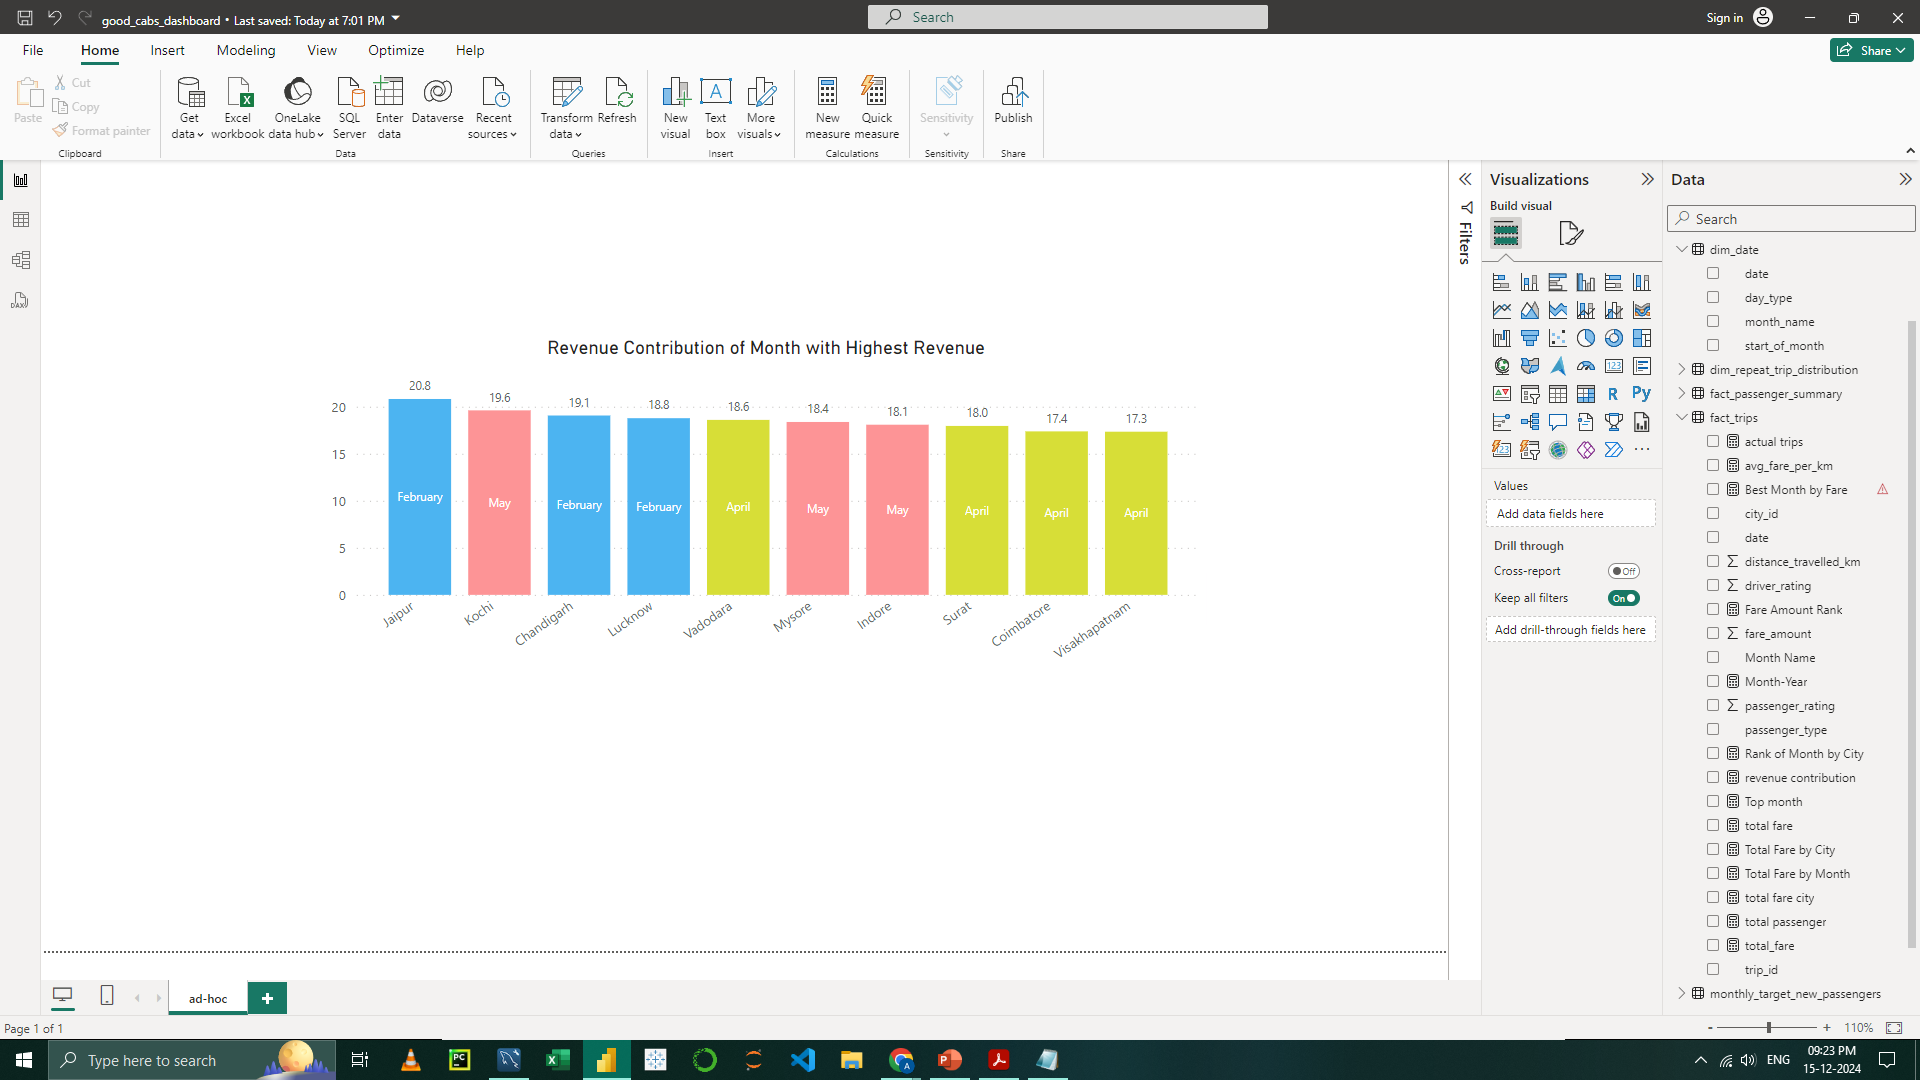 good_cabs_dashboard • Last saved: Today at 7:01 PM
Search
Sign in
File
Home
Insert
Modeling
View
Optimize
Help
Share
Paste
Cut
Copy
Format painter
Clipboard
Get data
Excel workbook
OneLake data hub
SQL Server
Enter data
Dataverse
Recent sources
Data
Transform data
Refresh
Queries
New visual
Text box
More visuals
Insert
New measure
Quick measure
Calculations
Sensitivity
Sensitivity
Publish
Share
Revenue Contribution of Month with Highest Revenue
20
15
10
5
0
20.8
19.6
19.1
18.8
18.6
18.4
18.1
18.0
17.4
17.3
February
May
February
February
April
May
May
April
April
April
Jaipur
Kochi
Chandigarh
Lucknow
Vadodara
Mysore
Indore
Surat
Coimbatore
Visakhapatnam
Filters
Visualizations
Build visual
123
R
Py
123
Values
Add data fields here
Drill through
Cross-report
Off
Keep all filters
On
Add drill-through fields here
Data
Search
dim_date
date
day_type
month_name
start_of_month
dim_repeat_trip_distribution
fact_passenger_summary
fact_trips
actual trips
avg_fare_per_km
Best Month by Fare
city_id
date
distance_travelled_km
driver_rating
Fare Amount Rank
fare_amount
Month Name
Month-Year
passenger_rating
passenger_type
Rank of Month by City
revenue contribution
Top month
total fare
Total Fare by City
Total Fare by Month
total fare city
total passenger
total_fare
trip_id
monthly_target_new_passengers
DAX
ad-hoc
Page 1 of 1
110%
Type here to search
PC
ENG
09:23 PM
15-12-2024